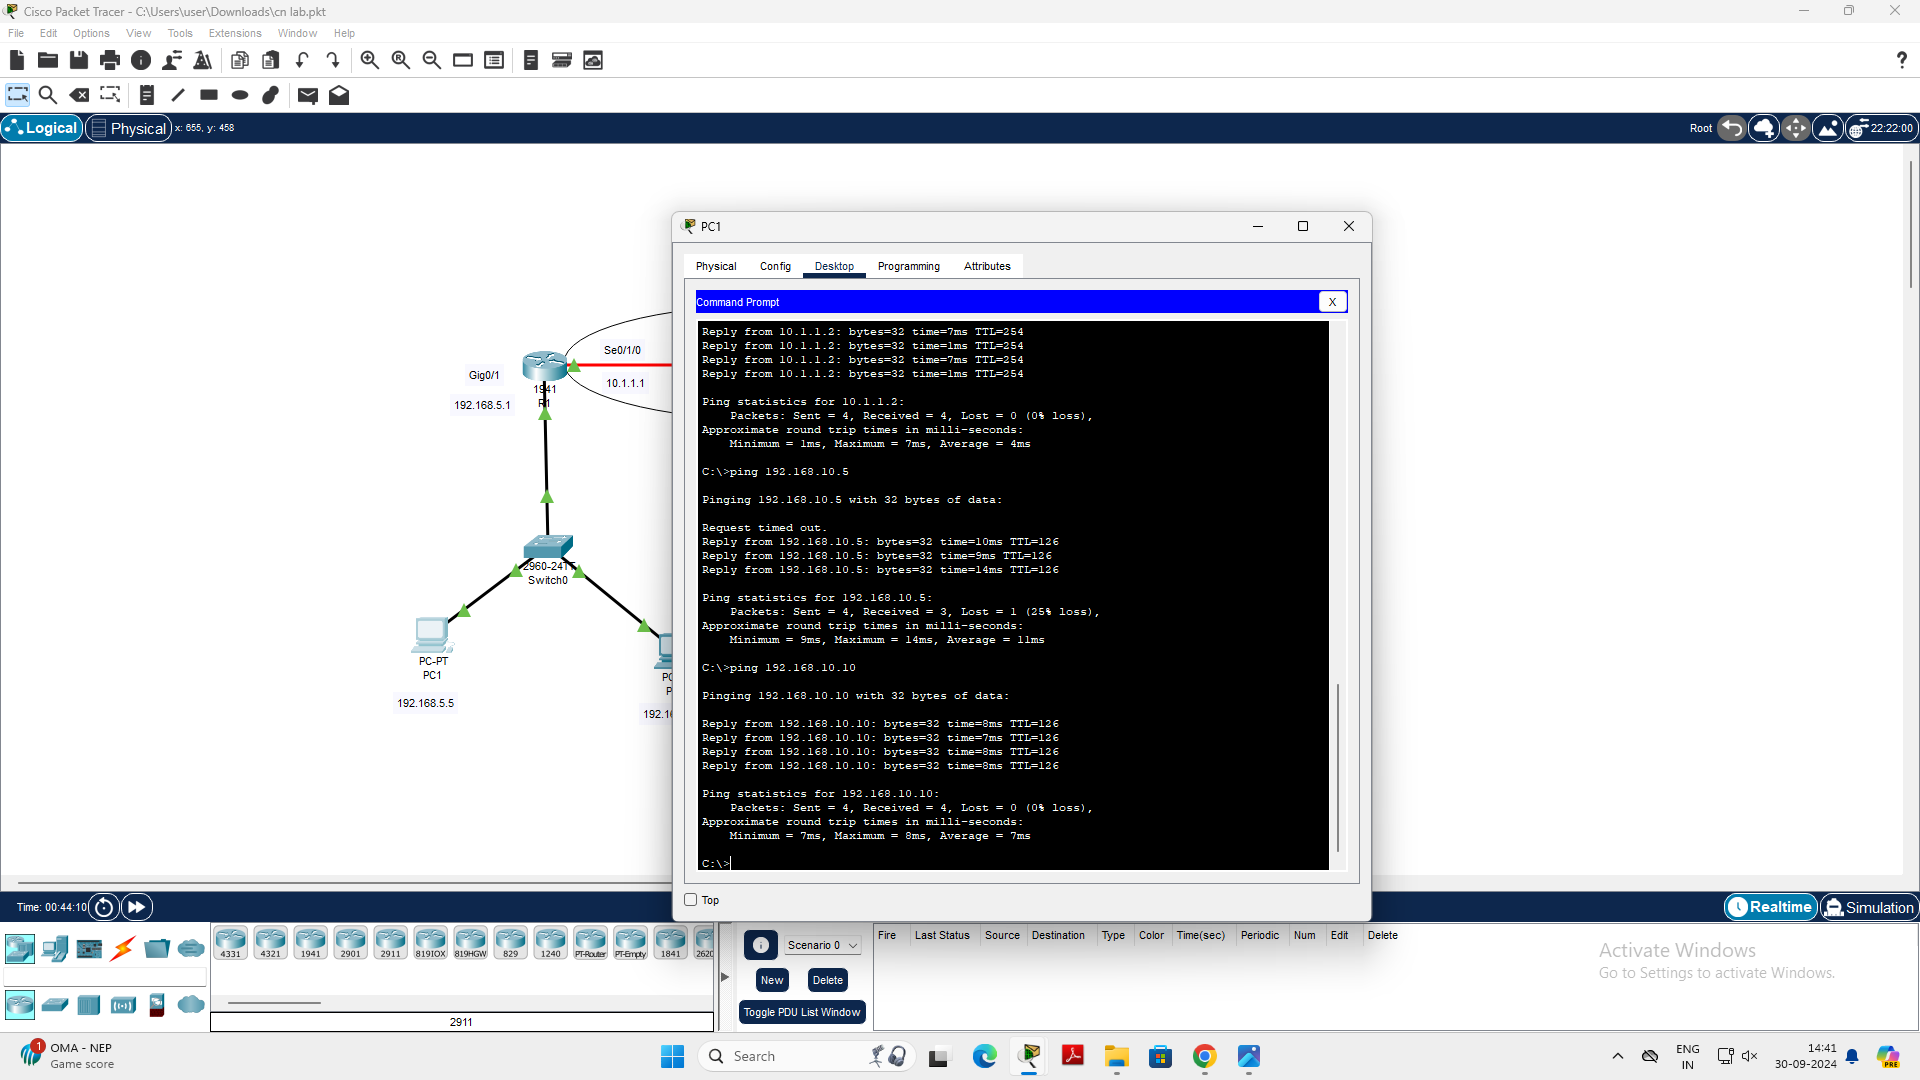 Cisco Packet Tracer - C:\Users\user\Downloads\cn lab.pkt
File Edit Options View Tools Extensions Window Help
?
Logical Physical x: 655, y: 458 Root 22:22:00
PC1
Physical Config Desktop Programming Attributes
Command Prompt X
Reply from 10.1.1.2: bytes=32 time=7ms TTL=254
Reply from 10.1.1.2: bytes=32 time=1ms TTL=254
Reply from 10.1.1.2: bytes=32 time=7ms TTL=254
Reply from 10.1.1.2: bytes=32 time=1ms TTL=254
Ping statistics for 10.1.1.2:
Packets: Sent = 4, Received = 4, Lost = 0 (0% loss),
Approximate round trip times in milli-seconds:
Minimum = 1ms, Maximum = 7ms, Average = 4ms
C:\>ping 192.168.10.5
Pinging 192.168.10.5 with 32 bytes of data:
Request timed out.
Reply from 192.168.10.5: bytes=32 time=10ms TTL=126
Reply from 192.168.10.5: bytes=32 time=9ms TTL=126
Reply from 192.168.10.5: bytes=32 time=14ms TTL=126
Ping statistics for 192.168.10.5:
Packets: Sent = 4, Received = 3, Lost = 1 (25% loss),
Approximate round trip times in milli-seconds:
Minimum = 9ms, Maximum = 14ms, Average = 11ms
C:\>ping 192.168.10.10
Pinging 192.168.10.10 with 32 bytes of data:
Reply from 192.168.10.10: bytes=32 time=8ms TTL=126
Reply from 192.168.10.10: bytes=32 time=7ms TTL=126
Reply from 192.168.10.10: bytes=32 time=8ms TTL=126
Reply from 192.168.10.10: bytes=32 time=8ms TTL=126
Ping statistics for 192.168.10.10:
Packets: Sent = 4, Received = 4, Lost = 0 (0% loss),
Approximate round trip times in milli-seconds:
Minimum = 7ms, Maximum = 8ms, Average = 7ms
C:\>
Top
Se0/1/0
Gig0/1
10.1.1.1
1941
R1
192.168.5.1
2960-24TT
Switch0
PC-PT
PC1
192.168.5.5
PC
P
192.1
Time: 00:44:10 Realtime Simulation
4331 4321 1941 2901 2911 819IOX 819HGW 829 1240 PT-Router PT-Empty 1841 2620
2911
Scenario 0
New Delete
Toggle PDU List Window
Fire Last Status Source Destination Type Color Time(sec) Periodic Num Edit Delete
Activate Windows
Go to Settings to activate Windows.
1
OMA - NEP
Game score
Search
ENG
IN
14:41
30-09-2024
PRE